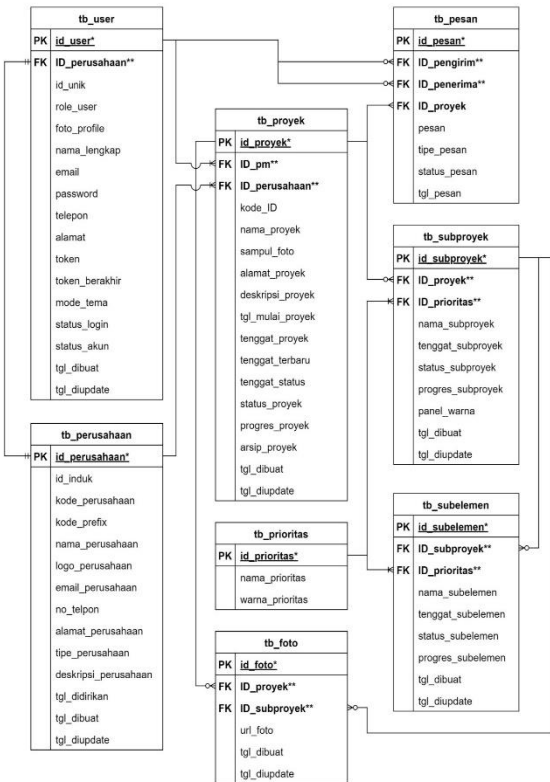 tb_user
PK id_user*
FK ID_perusahaan**
id_unik
role_user
foto_profile
nama_lengkap
email
password
telepon
alamat
token
token_berakhir
mode_tema
status_login
status_akun
tgl_dibuat
tgl_diupdate
tb_perusahaan
PK id_perusahaan*
id_induk
kode_perusahaan
kode_prefix
nama_perusahaan
logo_perusahaan
email_perusahaan
no_telpon
alamat_perusahaan
tipe_perusahaan
deskripsi_perusahaan
tgl_didirikan
tgl_dibuat
tgl_diupdate
tb_proyek
PK id_proyek*
FK ID_pm**
FK ID_perusahaan**
kode_ID
nama_proyek
sampul_foto
alamat_proyek
deskripsi_proyek
tgl_mulai_proyek
tenggat_proyek
tenggat_terbaru
tenggat_status
status_proyek
progres_proyek
arsip_proyek
tgl_dibuat
tgl_diupdate
tb_prioritas
PK id_prioritas*
nama_prioritas
warna_prioritas
tb_foto
PK id_foto*
FK ID_proyek**
FK ID_subproyek**
url_foto
tgl_dibuat
tgl_diupdate
tb_pesan
PK id_pesan*
FK ID_pengirim**
FK ID_penerima**
FK ID_proyek
pesan
tipe_pesan
status_pesan
tgl_pesan
tb_subproyek
PK id_subproyek*
FK ID_proyek**
FK ID_prioritas**
nama_subproyek
tenggat_subproyek
status_subproyek
progres_subproyek
panel_warna
tgl_dibuat
tgl_diupdate
tb_subelemen
PK id_subelemen*
FK ID_subproyek**
FK ID_prioritas**
nama_subelemen
tenggat_subelemen
status_subelemen
progres_subelemen
tgl_dibuat
tgl_diupdate